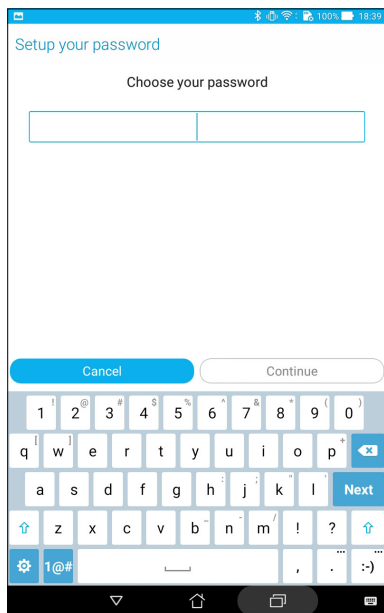 100% 18:39
Setup your password
Choose your password
Cancel Continue
! @ # $ % ^ & * ( )
1 2 3 4 5 6 7 8 9 0
[ ] +
q w e r t y u i o p
: ; " '
a s d f g h j k l Next
- _ /
z x c v b n m ! ?
1@# , . :-)